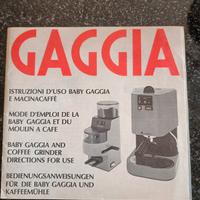 GAGGIA
ISTRUZIONI D'USO BABY GAGGIA
E MACINACAFFÈ
MODE D'EMPLOI DE LA
BABY GAGGIA ET DU
MOULIN A CAFÉ
BABY GAGGIA AND
COFFEE GRINDER
DIRECTIONS FOR USE
BEDIENUNGSANWEISUNGEN
FÜR DIE BABY GAGGIA UND
KAFFEEMÜHLE